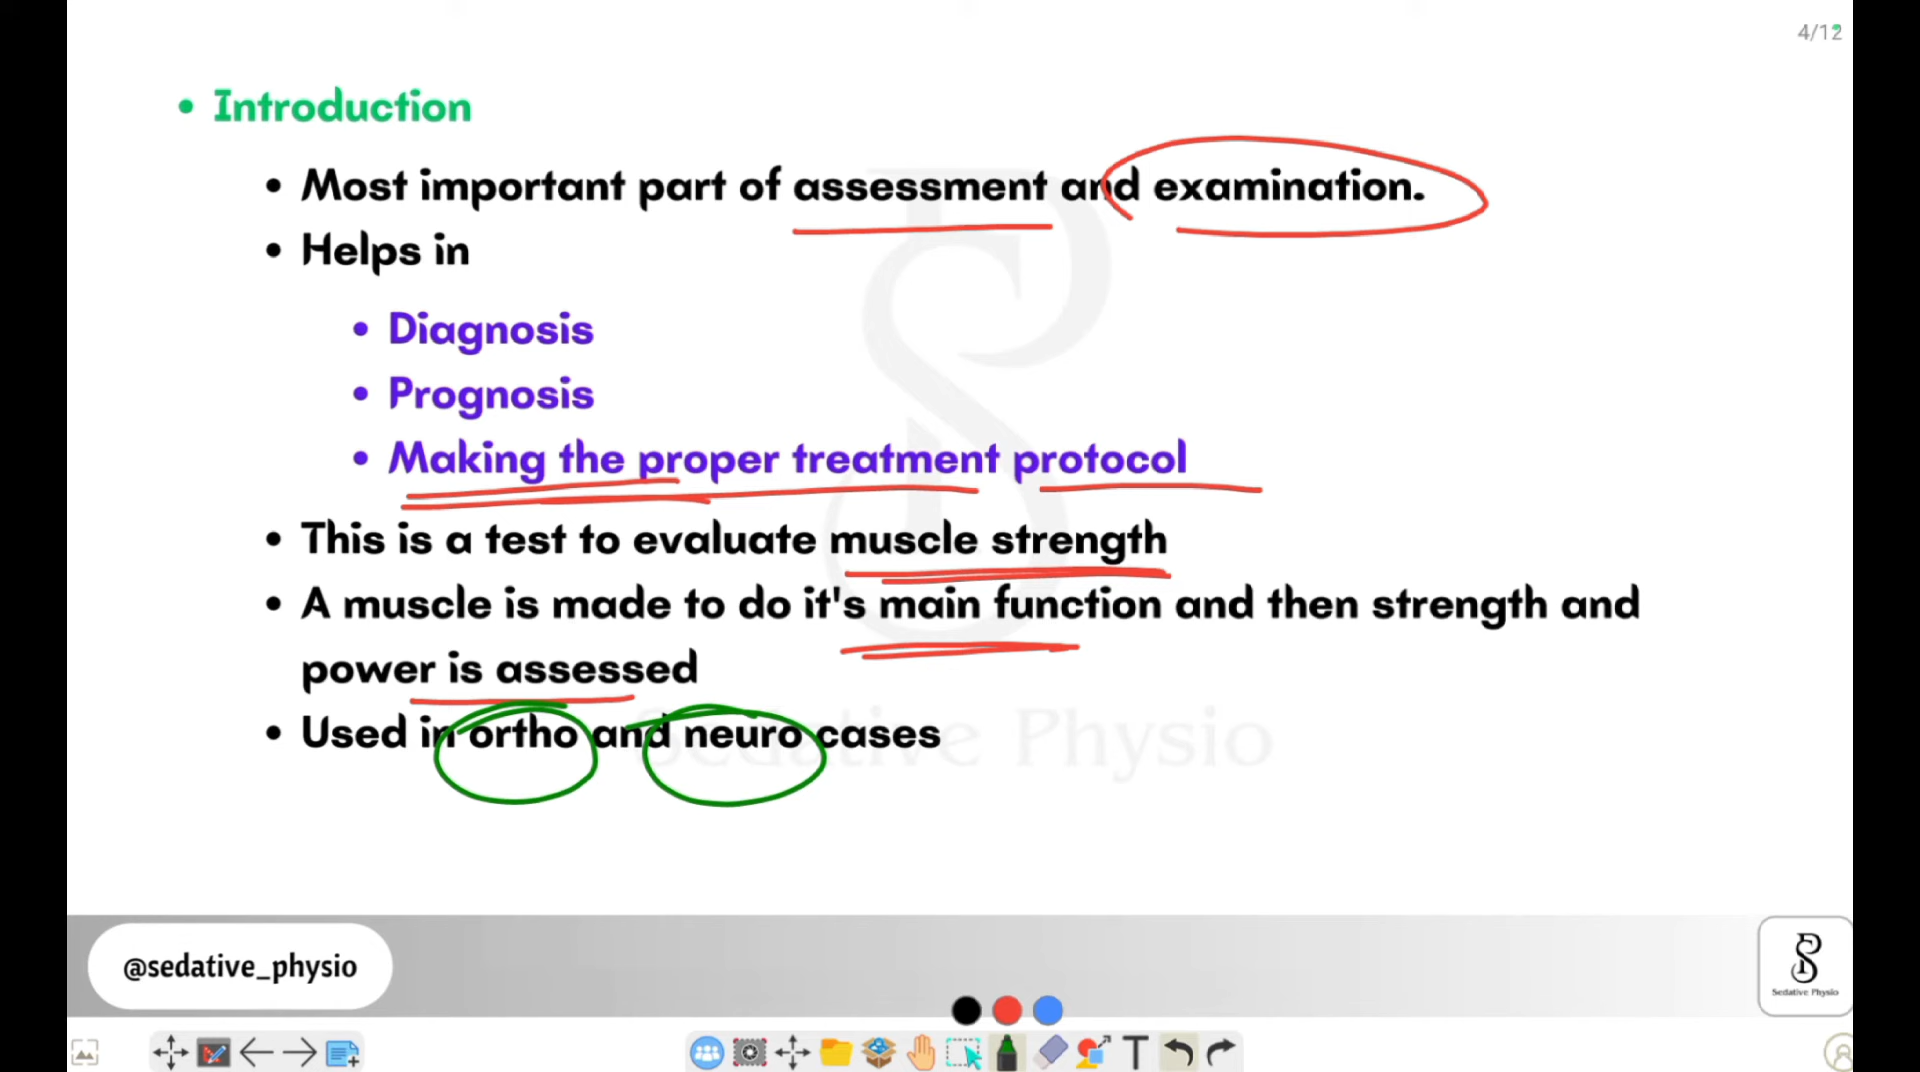 4/12
• Introduction
• Most important part of assessment and examination.
• Helps in
• Diagnosis
• Prognosis
• Making the proper treatment protocol
• This is a test to evaluate muscle strength
• A muscle is made to do it's main function and then strength and
power is assessed
• Used in ortho and neuro cases
Sedative Physio
@sedative_physio
Sedative Physio
T